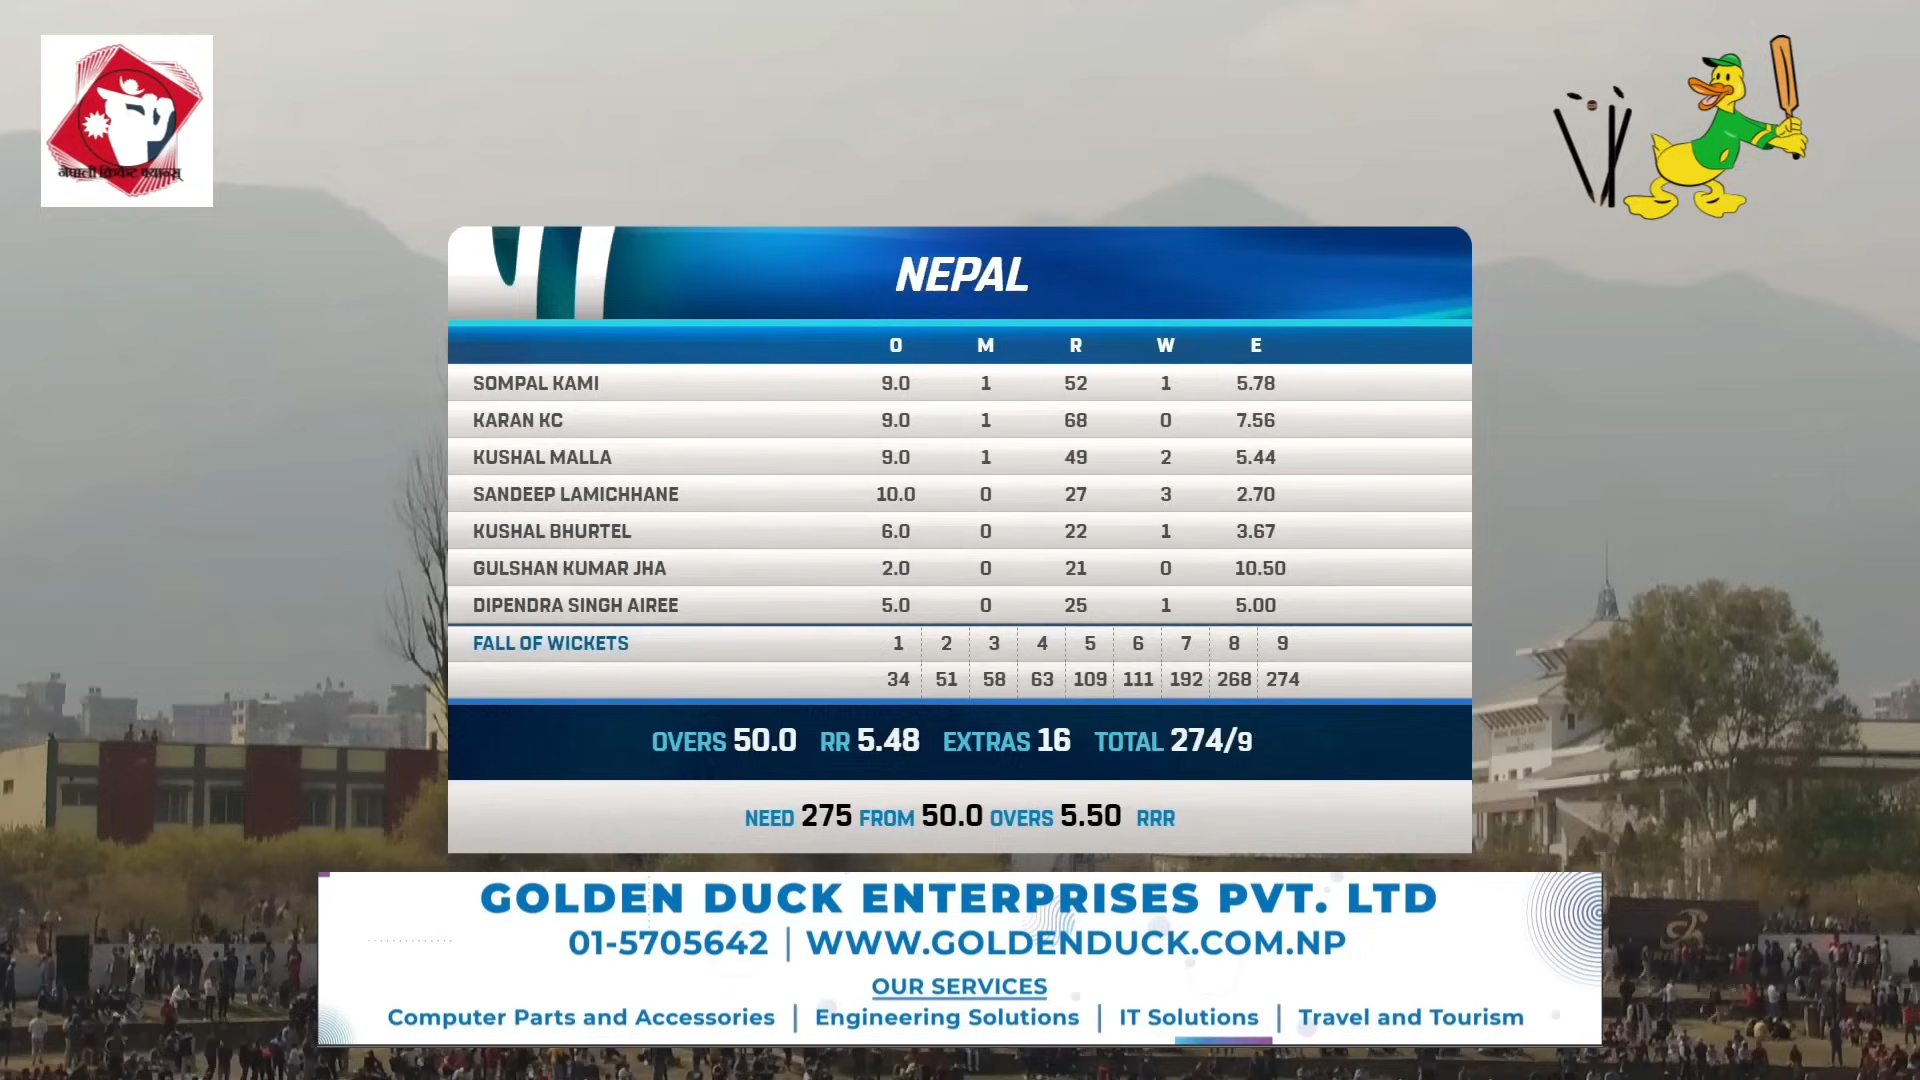 नेपाली क्रिकेट फ्यान्स्
NEPAL
O M R W E
SOMPAL KAMI 9.0 1 52 1 5.78
KARAN KC 9.0 1 68 0 7.56
KUSHAL MALLA 9.0 1 49 2 5.44
SANDEEP LAMICHHANE 10.0 0 27 3 2.70
KUSHAL BHURTEL 6.0 0 22 1 3.67
GULSHAN KUMAR JHA 2.0 0 21 0 10.50
DIPENDRA SINGH AIREE 5.0 0 25 1 5.00
FALL OF WICKETS 1 2 3 4 5 6 7 8 9
34 51 58 63 109 111 192 268 274
OVERS 50.0 RR 5.48 EXTRAS 16 TOTAL 274/9
NEED 275 FROM 50.0 OVERS 5.50 RRR
GOLDEN DUCK ENTERPRISES PVT. LTD
01-5705642 | WWW.GOLDENDUCK.COM.NP
OUR SERVICES
Computer Parts and Accessories | Engineering Solutions | IT Solutions | Travel and Tourism